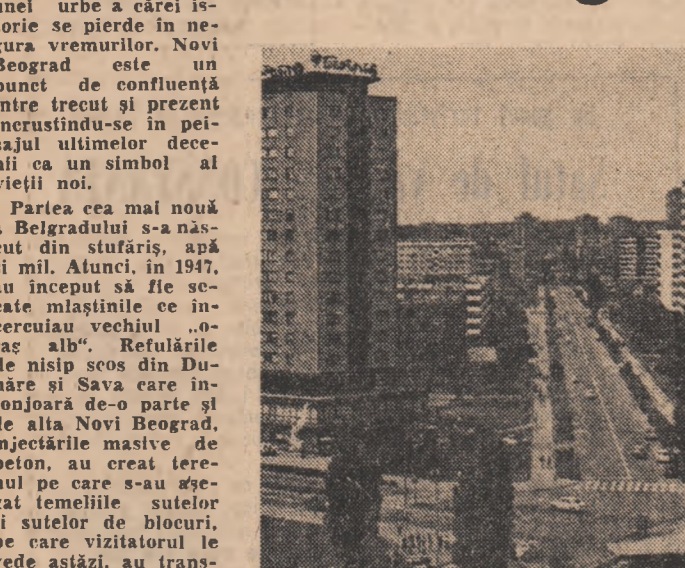 unei urbe a cărei is-
orie se pierde în ne-
gura vremurilor. Novi
Beograd este un
punct de confluență
între trecut și prezent
incrustîndu-se în pei-
sajul ultimelor dece-
nii ca un simbol al
vieții noi.
Partea cea mai nouă
a Belgradului s-a năs-
cut din stufăriș, apă
și mîl. Atunci, în 1947,
au început să fie se-
cate mlaștinile ce în-
cercuiau vechiul „o-
raș alb“. Refulările
de nisip scos din Du-
năre și Sava care în-
conjoară de-o parte și
de alta Novi Beograd,
injectările masive de
beton, au creat tere-
nul pe care s-au așe-
zat temeliile sutelor
și sutelor de blocuri,
pe care vizitatorul le
vede astăzi, au trans-